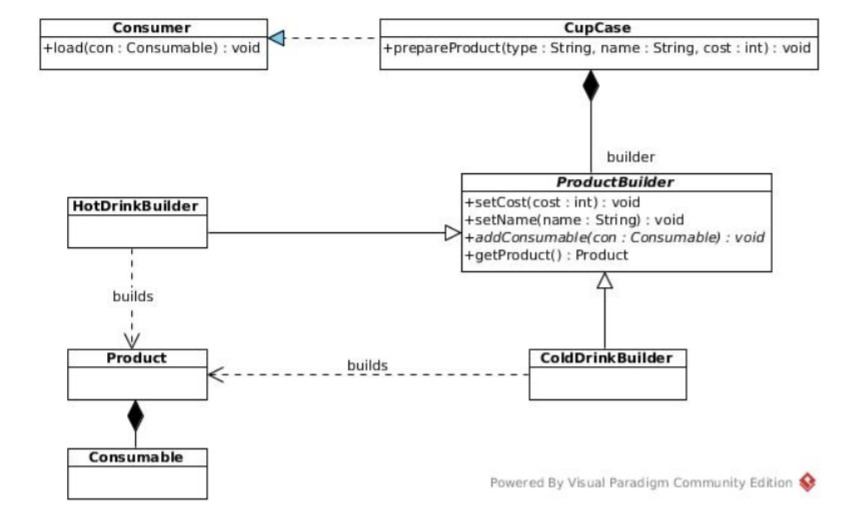 Consumer
+load(con : Consumable) : void
CupCase
+prepareProduct(type : String, name : String, cost : int) : void
builder
ProductBuilder
+setCost(cost : int) : void
+setName(name : String) : void
+addConsumable(con : Consumable) : void
+getProduct() : Product
HotDrinkBuilder
builds
Product
builds
ColdDrinkBuilder
Consumable
Powered By Visual Paradigm Community Edition